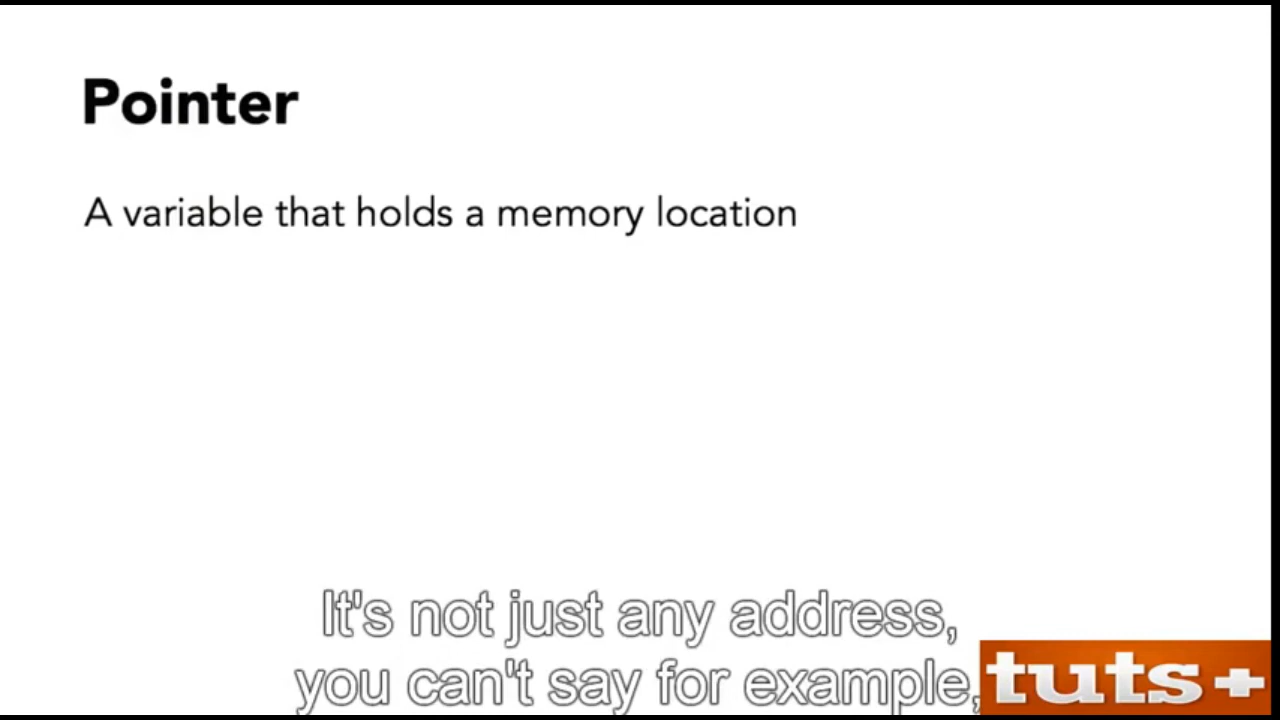 Pointer
A variable that holds a memory location
It's not just any address,
you can't say for example,
tuts+